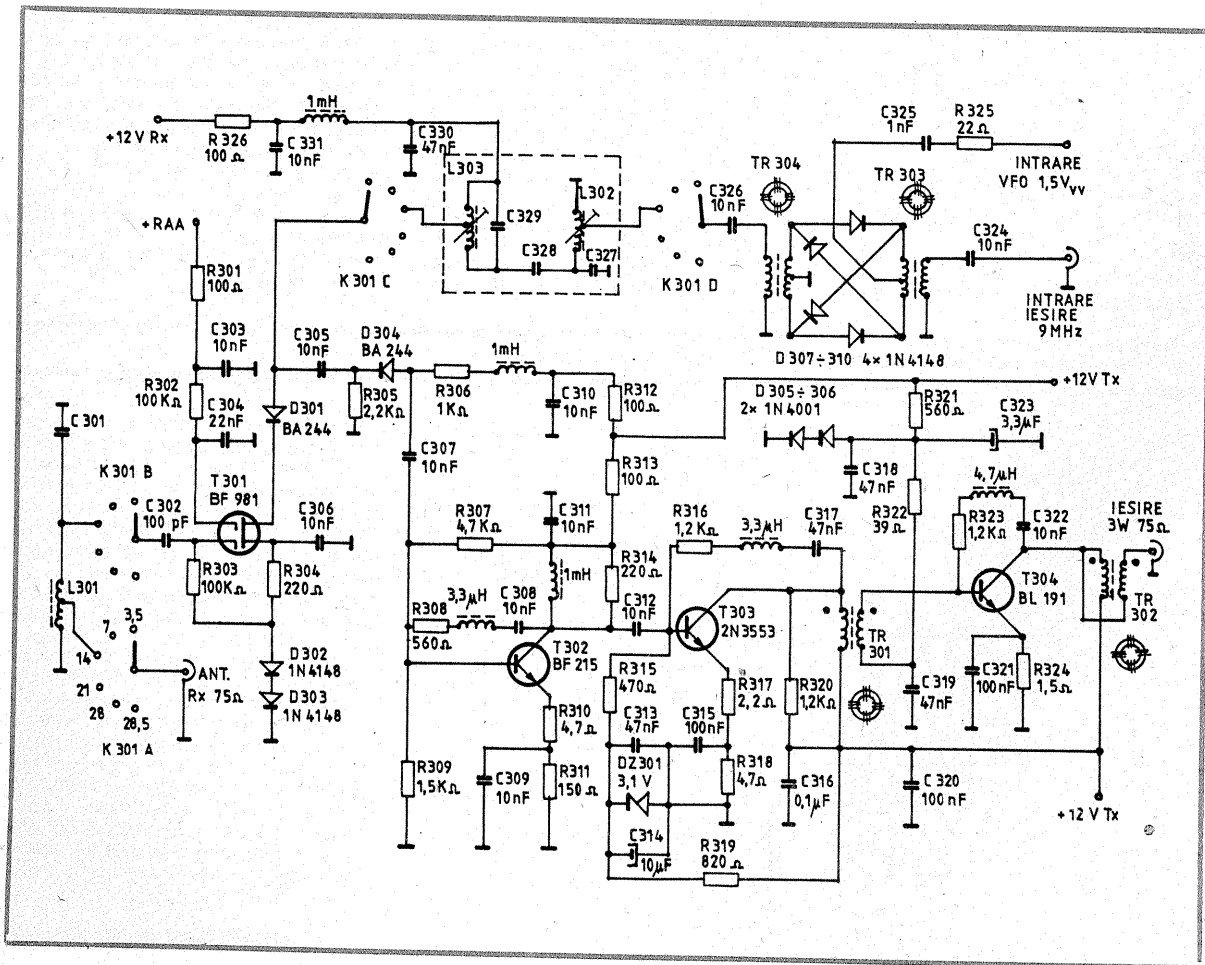 1mH
+12V Rx
R326
100Ω
C331
10nF
C330
47nF
L303
L302
C329
C328
C327
K301 C
K301 D
C326
10nF
TR 304
TR 303
C325
1nF
R325
22Ω
INTRARE
VFO 1,5Vvv
C324
10nF
INTRARE
IESIRE
9MHz
D307÷310 4× 1N4148
+RAA
R301
100Ω
C303
10nF
R302
100KΩ
C304
22nF
C301
K301 B
C302
100 pF
T301
BF 981
D301
BA 244
C305
10nF
D304
BA 244
R305
2,2KΩ
R306
1KΩ
1mH
C310
10nF
R312
100Ω
D305÷306
2× 1N4001
R321
560Ω
+12V Tx
C323
3,3μF
C318
47nF
R322
39Ω
C307
10nF
R313
100Ω
C306
10nF
R303
100KΩ
R304
220Ω
R307
4,7KΩ
C311
10nF
1mH
R314
220Ω
R316
1,2KΩ
3,3μH
C317
47nF
4,7μH
R323
1,2KΩ
C322
10nF
IESIRE
3W 75Ω
L301
R308
560Ω
3,3μH
C308
10nF
C312
10nF
T302
BF 215
T303
2N3553
TR
301
T304
BL 191
TR
302
3,5
7
14
21
28
28,5
K301 A
ANT.
Rx 75Ω
D302
1N4148
D303
1N 4148
R309
1,5KΩ
R310
4,7Ω
C309
10nF
R311
150Ω
R315
470Ω
C313
47nF
C315
100nF
DZ301
3,1 V
C314
10μF
R317
2,2Ω
R318
4,7Ω
R320
1,2KΩ
C316
0,1μF
R319
820Ω
C319
47nF
C321
100nF
R324
1,5Ω
C320
100nF
+12 V Tx